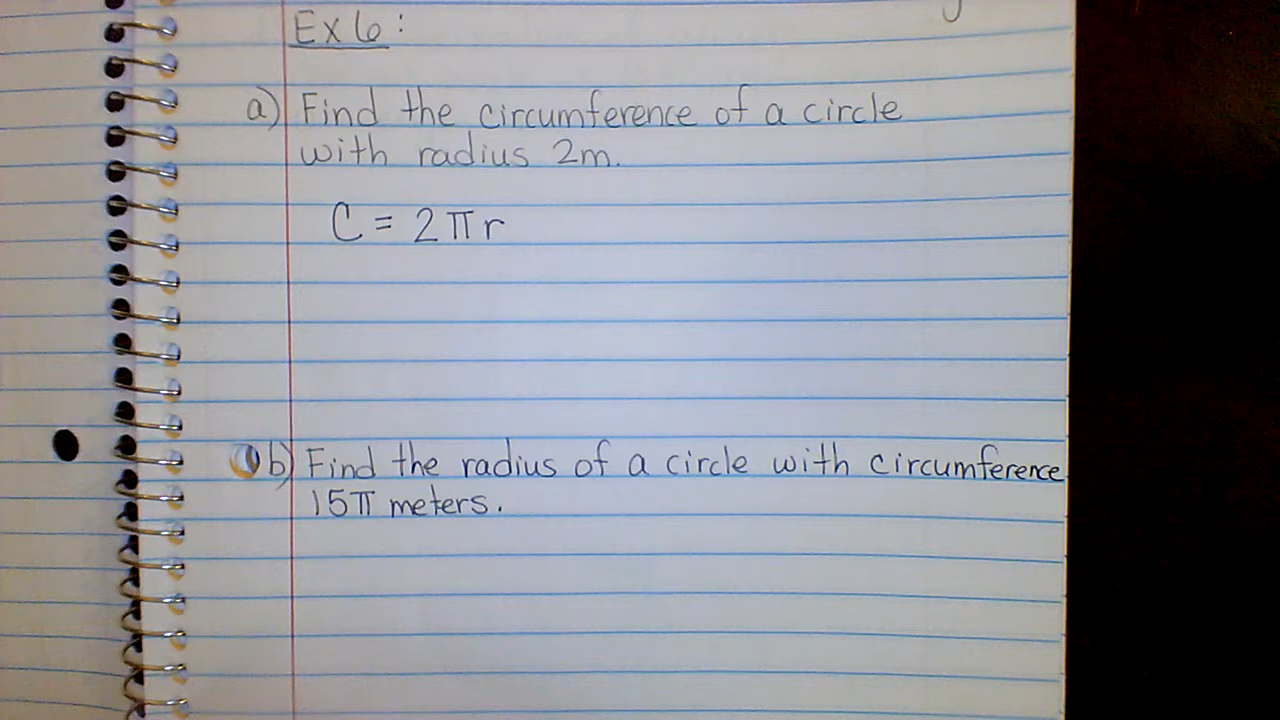 Ex 6:
a) Find the circumference of a circle
with radius 2m.
C = 2πr
b) Find the radius of a circle with circumference
15π meters.